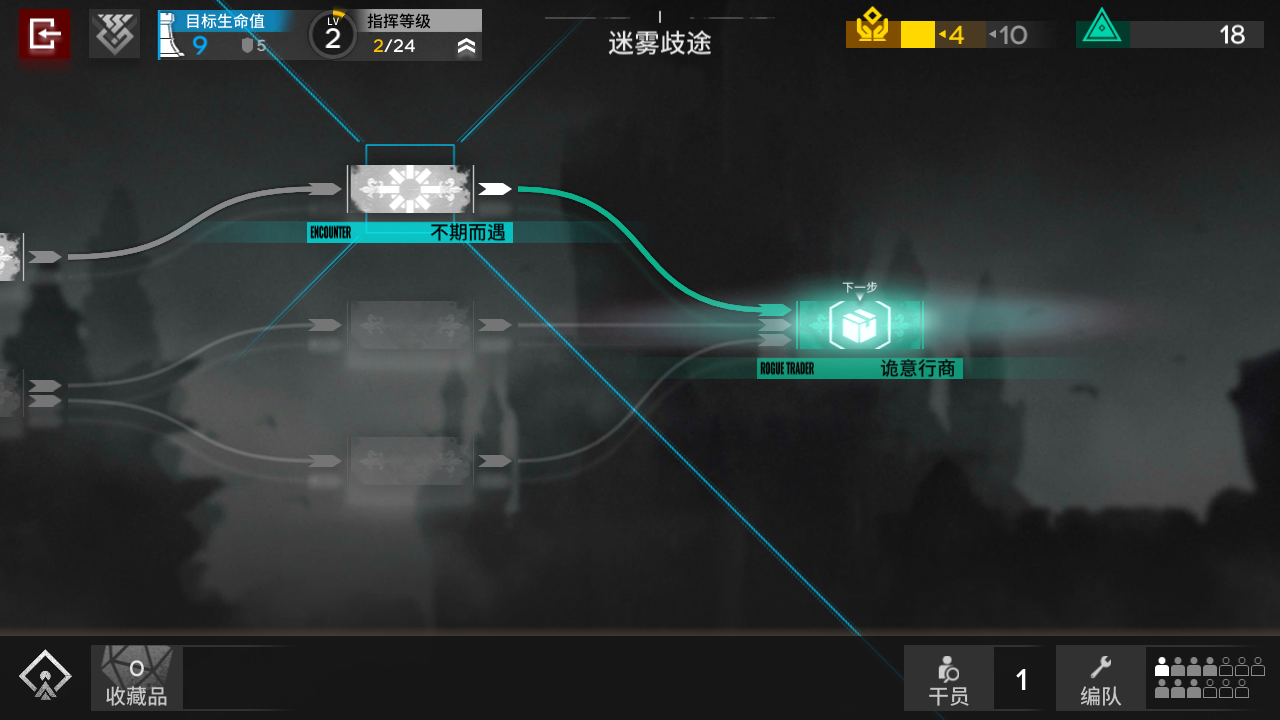 目标生命值
9
5
LV
2
指挥等级
2/24
迷雾歧途
4
10
18
ENCOUNTER
不期而遇
下一步
ROGUE TRADER
诡意行商
0
收藏品
干员
1
编队